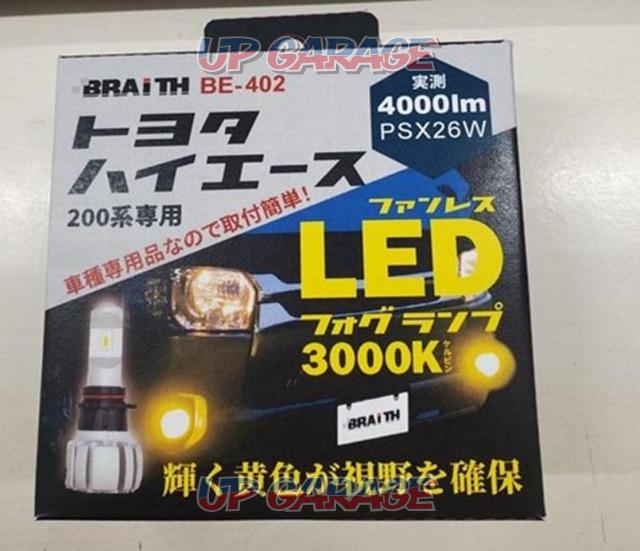 UP GARAGE
BRAiTH BE-402
実測
4000lm
PSX26W
トヨタ
ハイエース
200系専用
車種専用品なので取付簡単!
ファンレス
LED
フォグランプ
3000K ケルビン
BRAiTH
輝く黄色が視野を確保
UP GARAGE